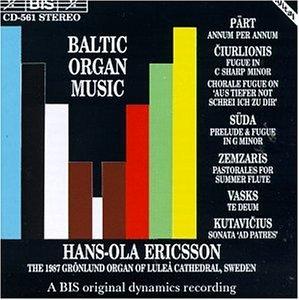 BIS
CD-561 STEREO
BALTIC
ORGAN
MUSIC
PÄRT
ANNUM PER ANNUM
ČIURLIONIS
FUGUE IN
C SHARP MINOR
CHORALE FUGUE ON
'AUS TIEFER NOT
SCHREI ICH ZU DIR'
SÜDA
PRELUDE & FUGUE
IN G MINOR
ZEMZARIS
PASTORALES FOR
SUMMER FLUTE
VASKS
TE DEUM
KUTAVIČIUS
SONATA 'AD PATRES'
HANS-OLA ERICSSON
THE 1987 GRÖNLUND ORGAN OF LULEÅ CATHEDRAL, SWEDEN
A BIS original dynamics recording